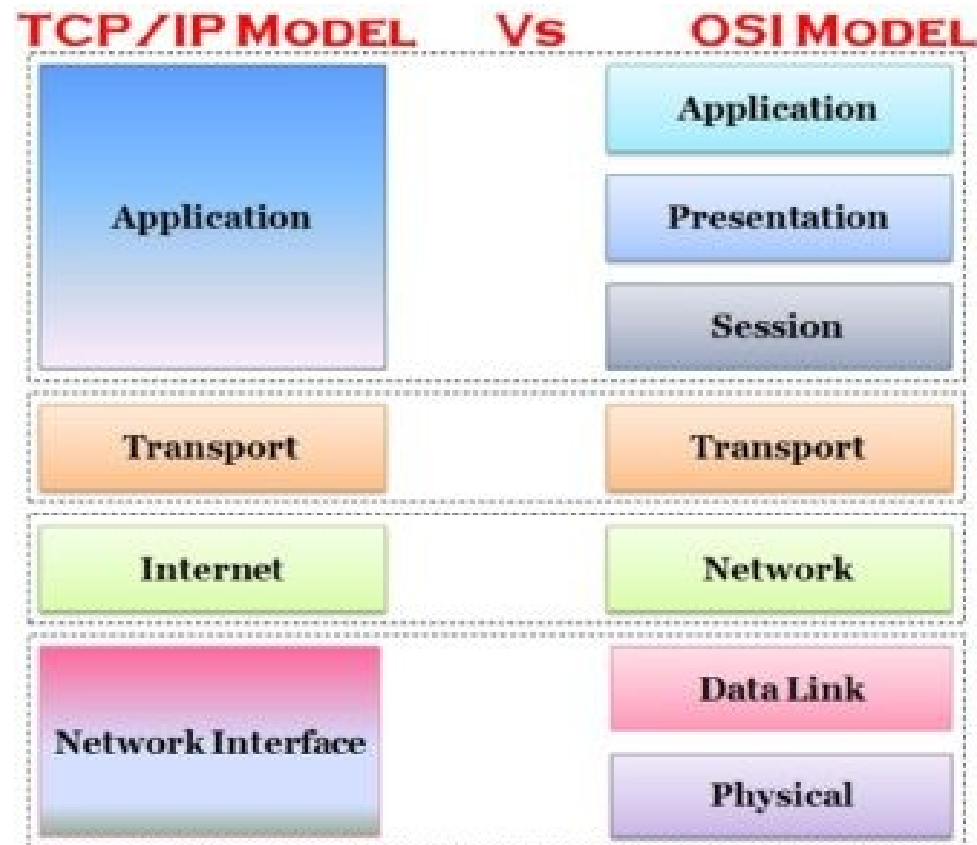 TCP/IP MODEL Vs OSI MODEL
Application
Application
Presentation
Session
Transport
Transport
Internet
Network
Network Interface
Data Link
Physical